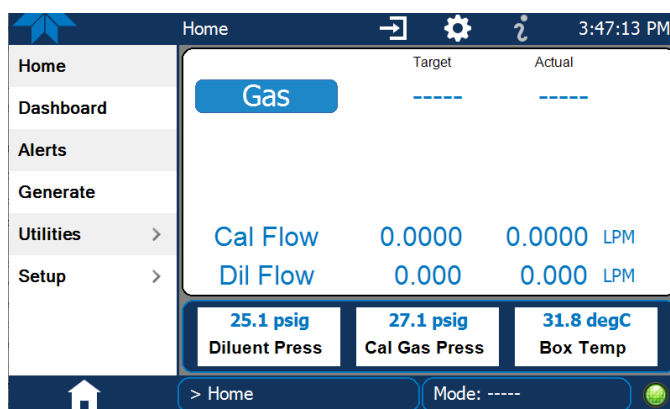 Home
3:47:13 PM
Home
Dashboard
Alerts
Generate
Utilities >
Setup >
Target Actual
Gas ----- -----
Cal Flow 0.0000 0.0000 LPM
Dil Flow 0.000 0.000 LPM
25.1 psig 27.1 psig 31.8 degC
Diluent Press Cal Gas Press Box Temp
> Home Mode: -----